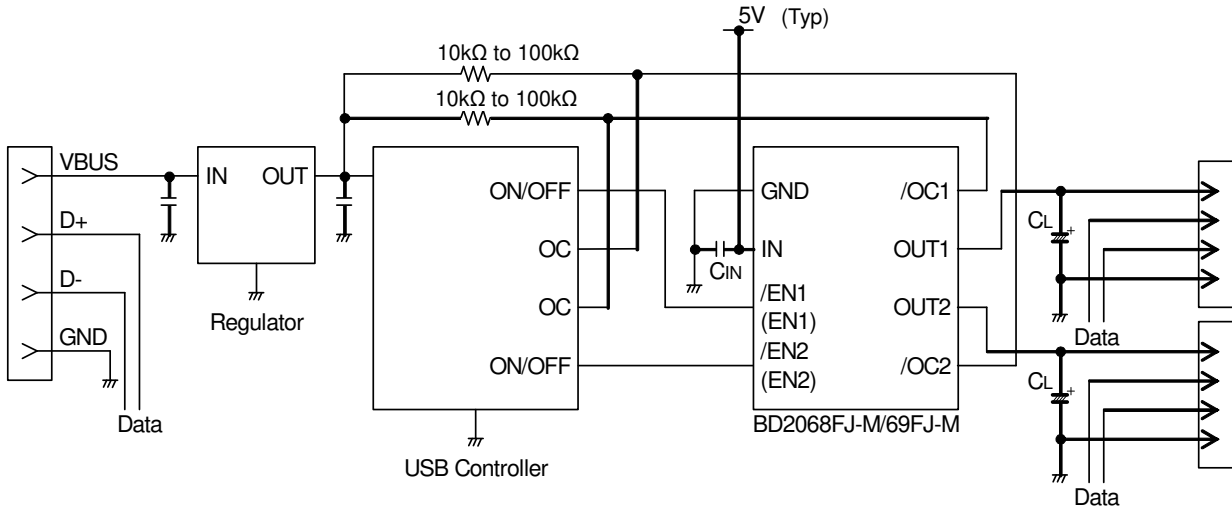 5V (Typ)
10kΩ to 100kΩ
10kΩ to 100kΩ
VBUS
D+
D-
GND
Data
IN OUT
Regulator
ON/OFF
OC
OC
ON/OFF
USB Controller
CIN
GND
IN
/EN1
(EN1)
/EN2
(EN2)
/OC1
OUT1
OUT2
/OC2
BD2068FJ-M/69FJ-M
CL
+
Data
CL
+
Data